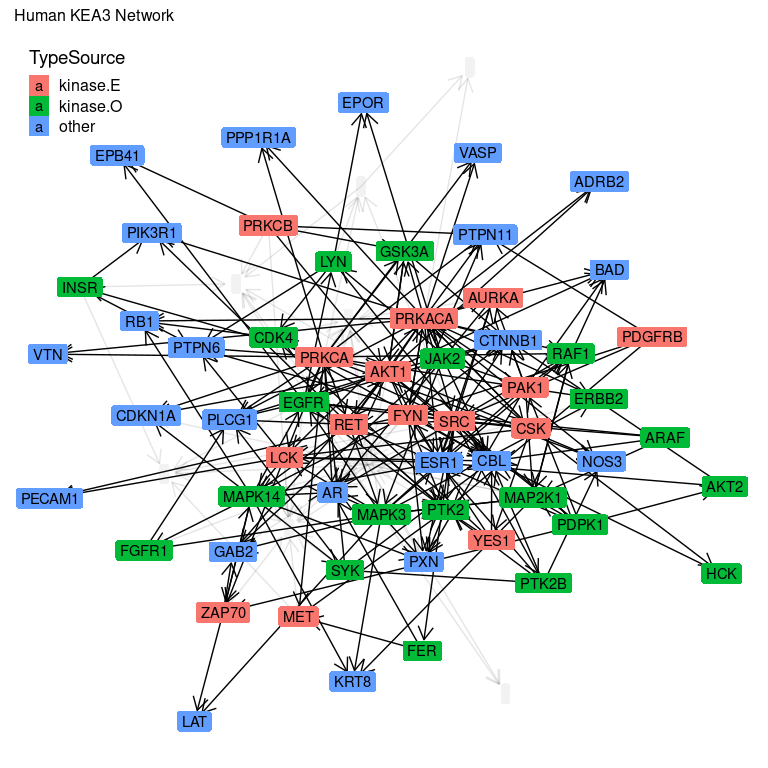 Human KEA3 Network
TypeSource
a kinase.E
a kinase.O
a other
EPOR
PPP1R1A
EPB41
VASP
ADRB2
PRKCB
PIK3R1
PTPN11
GSK3A
LYN
BAD
INSR
AURKA
PRKACA
RB1
CDK4
PDGFRB
CTNNB1
PTPN6
VTN
PRKCA
JAK2
RAF1
AKT1
PAK1
ERBB2
EGFR
CDKN1A
PLCG1
FYN
SRC
RET
CSK
ARAF
LCK
ESR1
CBL
NOS3
AKT2
PECAM1
MAPK14
AR
MAP2K1
PTK2
MAPK3
PDPK1
YES1
FGFR1
GAB2
PXN
SYK
HCK
PTK2B
ZAP70
MET
FER
KRT8
LAT